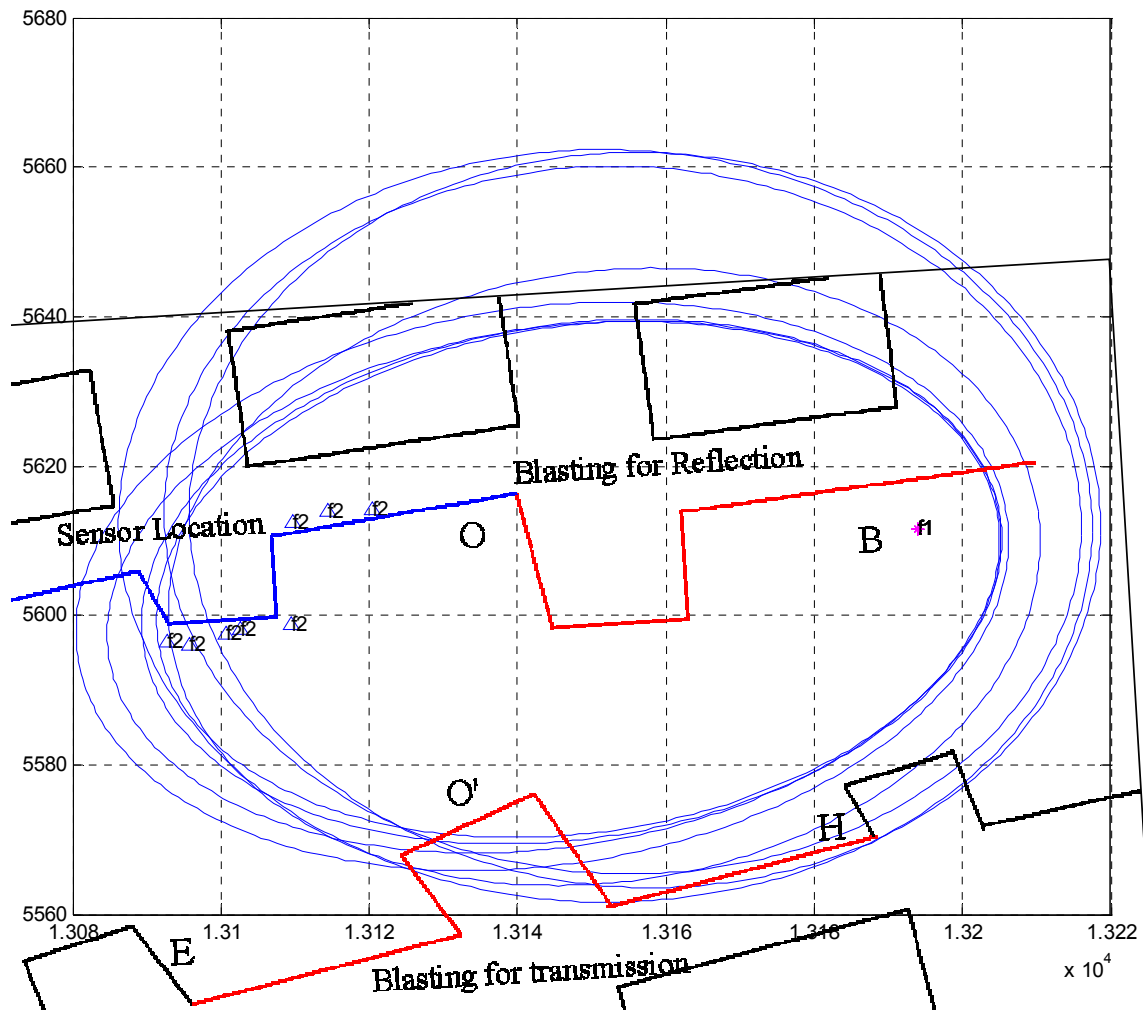 5680
5660
5640
5620
Blasting for Reflection
Sensor Location
f2 f2 f2
O
B
f1
5600
f2 f2 f2 f2 f2
5580
O'
H
5560
1.308 1.31 1.312 1.314 1.316 1.318 1.32 1.322
x 10⁴
E
Blasting for transmission